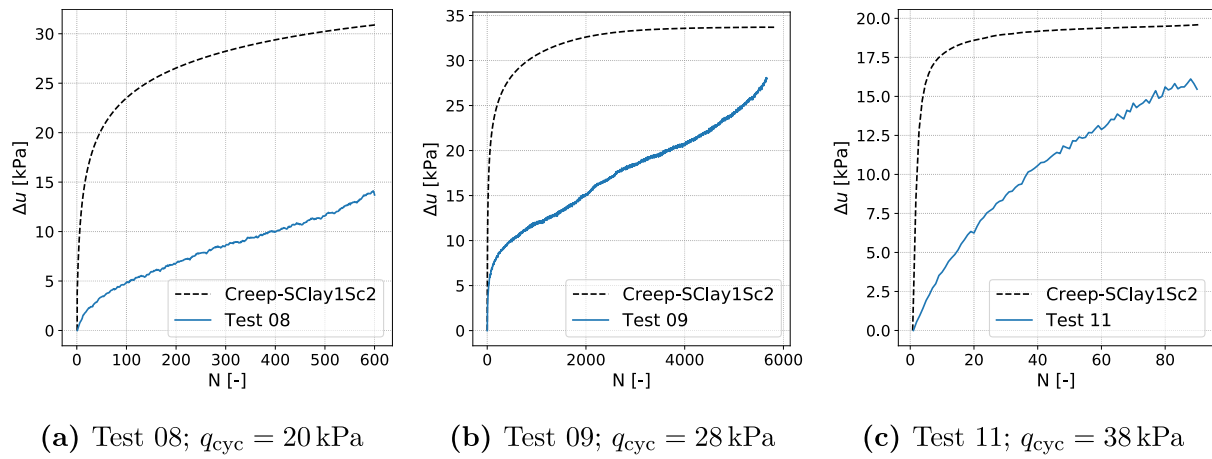 30
25
20
15
10
5
0
Δu [kPa]
0 100 200 300 400 500 600
N [-]
Creep-SClay1Sc2
Test 08
35
30
25
20
15
10
5
0
Δu [kPa]
0 2000 4000 6000
N [-]
Creep-SClay1Sc2
Test 09
20.0
17.5
15.0
12.5
10.0
7.5
5.0
2.5
0.0
Δu [kPa]
0 20 40 60 80
N [-]
Creep-SClay1Sc2
Test 11
(a) Test 08; q_cyc = 20 kPa
(b) Test 09; q_cyc = 28 kPa
(c) Test 11; q_cyc = 38 kPa